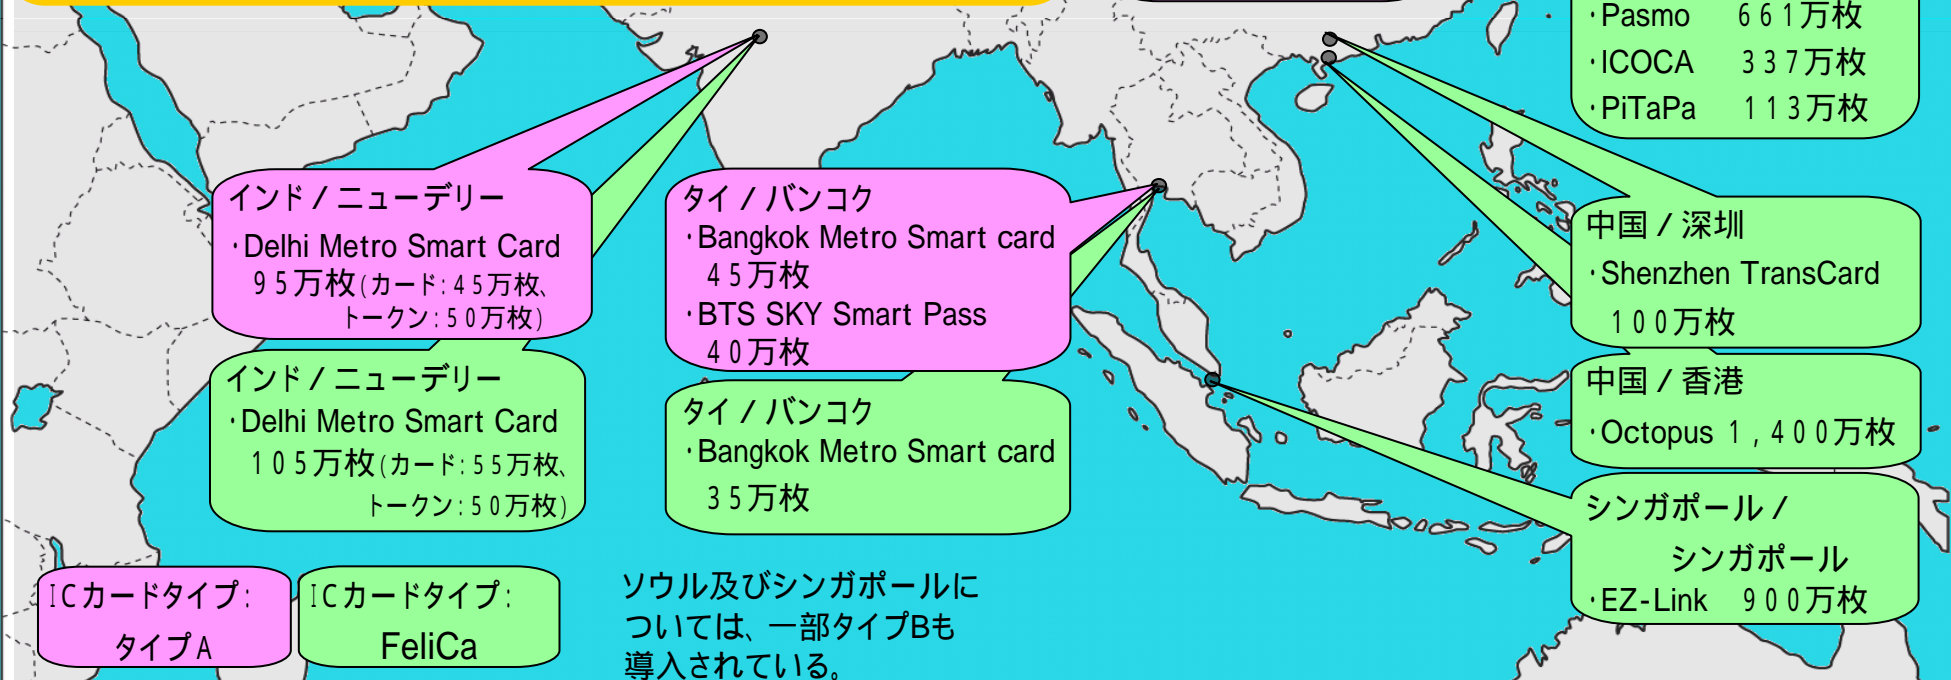 ・Pasmo 661万枚
・ICOCA 337万枚
・PiTaPa 113万枚
インド / ニューデリー
・Delhi Metro Smart Card
95万枚(カード:45万枚、
トークン:50万枚)
インド / ニューデリー
・Delhi Metro Smart Card
105万枚(カード:55万枚、
トークン:50万枚)
タイ / バンコク
・Bangkok Metro Smart card
45万枚
・BTS SKY Smart Pass
40万枚
タイ / バンコク
・Bangkok Metro Smart card
35万枚
中国 / 深圳
・Shenzhen TransCard
100万枚
中国 / 香港
・Octopus 1,400万枚
シンガポール /
シンガポール
・EZ-Link 900万枚
ICカードタイプ:
タイプA
ICカードタイプ:
FeliCa
ソウル及びシンガポールに
ついては、一部タイプBも
導入されている。